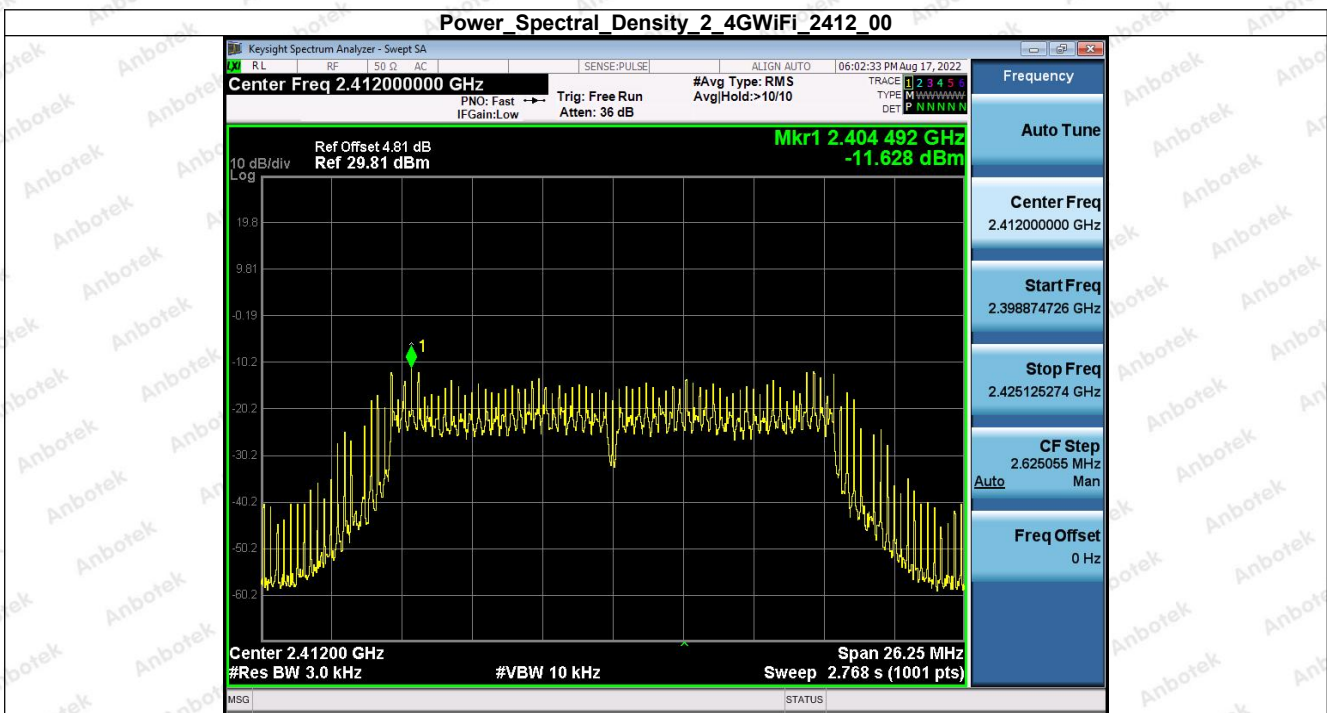 Power_Spectral_Density_2_4GWiFi_2412_00
Keysight Spectrum Analyzer - Swept SA
LXI RL RF 50 Ω AC SENSE:PULSE ALIGN AUTO 06:02:33 PM Aug 17, 2022
Center Freq 2.412000000 GHz
PNO: Fast
IFGain:Low
Trig: Free Run
Atten: 36 dB
#Avg Type: RMS
Avg|Hold:>10/10
TRACE 1 2 3 4 5 6
TYPE M WWWWW
DET P N N N N N
Mkr1 2.404 492 GHz
-11.628 dBm
Ref Offset 4.81 dB
10 dB/div Ref 29.81 dBm
Log
19.8
9.81
-0.19
-10.2
-20.2
-30.2
-40.2
-50.2
-60.2
1
Center 2.41200 GHz Span 26.25 MHz
#Res BW 3.0 kHz #VBW 10 kHz Sweep 2.768 s (1001 pts)
MSG STATUS
Frequency
Auto Tune
Center Freq
2.412000000 GHz
Start Freq
2.398874726 GHz
Stop Freq
2.425125274 GHz
CF Step
2.625055 MHz
Auto Man
Freq Offset
0 Hz
Anbotek